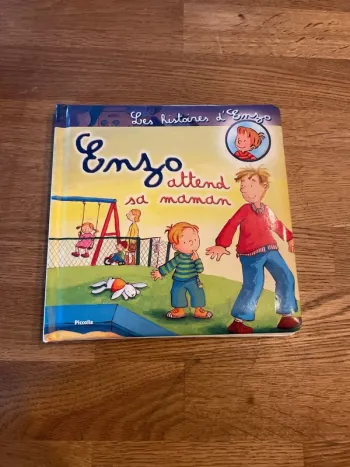 Les histoires d'Enzo
Enzo
attend
sa maman
Piccolia